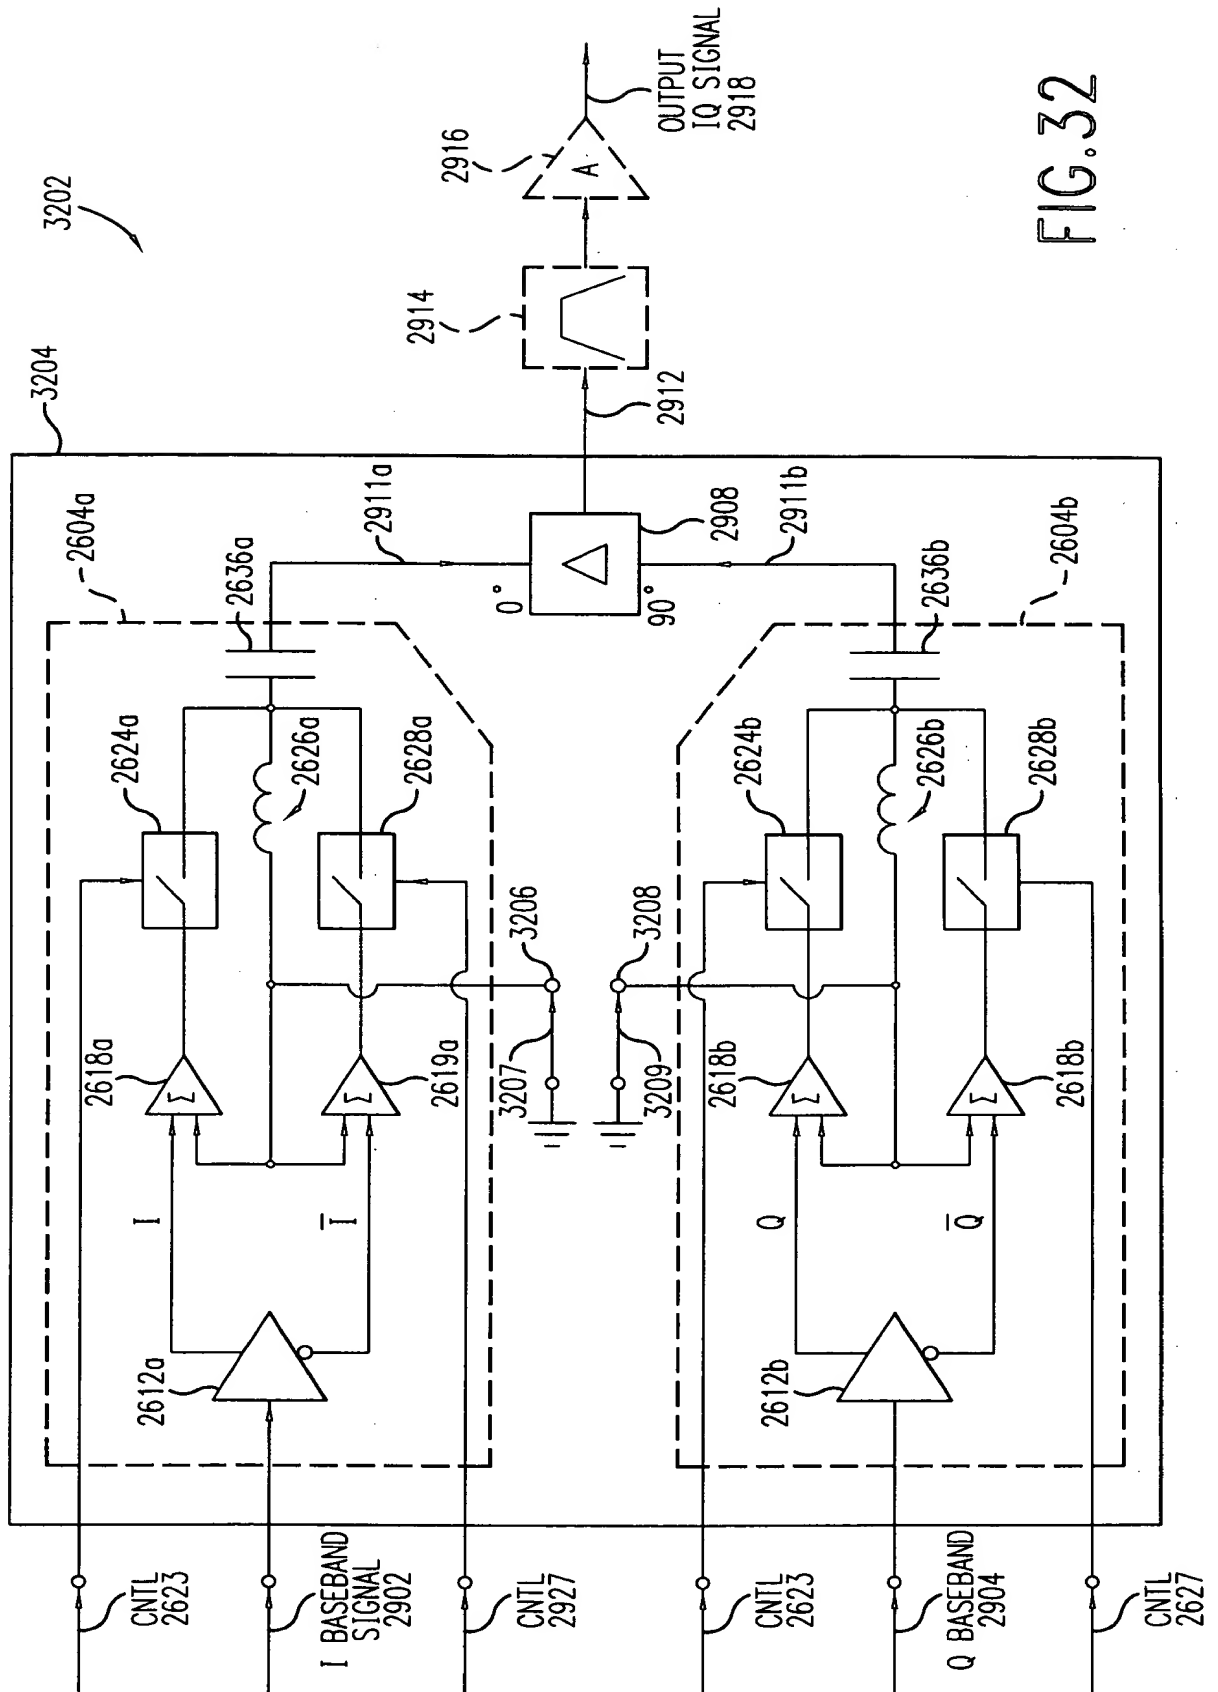 3202
3204
CNTL
2623
I BASEBAND
SIGNAL
2902
CNTL
2927
2604a
2612a
I
I̅
2618a
2619a
2624a
2626a
2628a
2636a
2911a
0°
90°
2908
2911b
2912
2914
2916
A
OUTPUT
IQ SIGNAL
2918
3206
3207
3208
3209
CNTL
2623
Q BASEBAND
2904
CNTL
2627
2604b
2612b
Q
Q̅
2618b
2618b
2624b
2626b
2628b
2636b
Σ
Σ
Σ
Σ
FIG.32